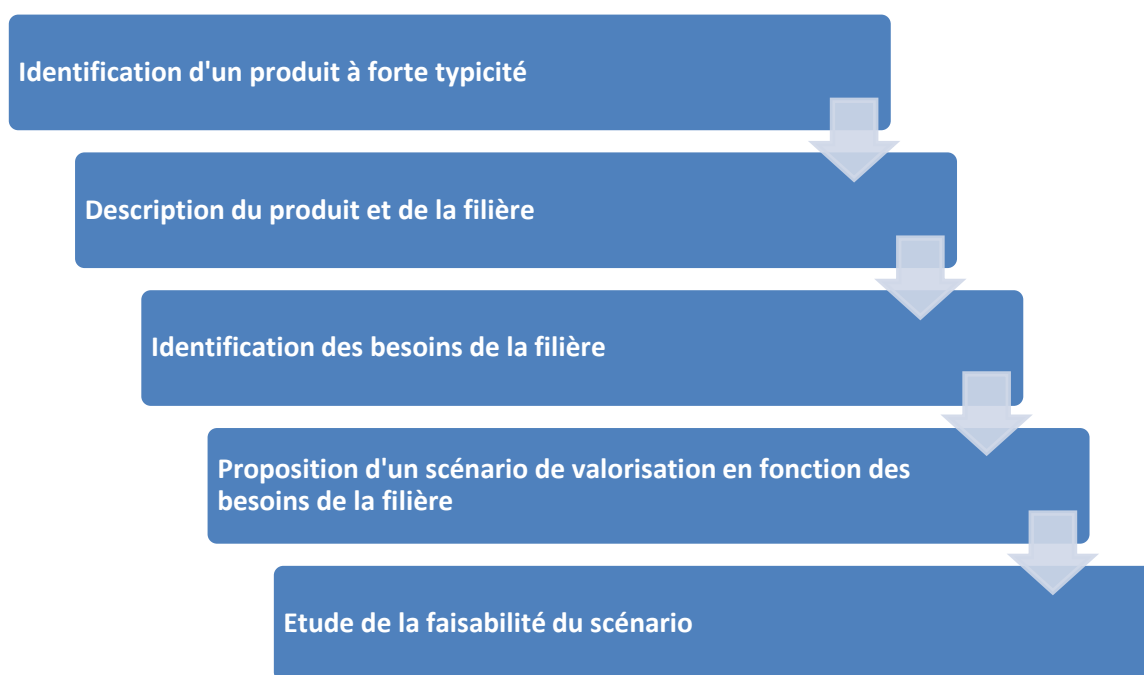 Identification d'un produit à forte typicité
Description du produit et de la filière
Identification des besoins de la filière
Proposition d'un scénario de valorisation en fonction des
besoins de la filière
Etude de la faisabilité du scénario